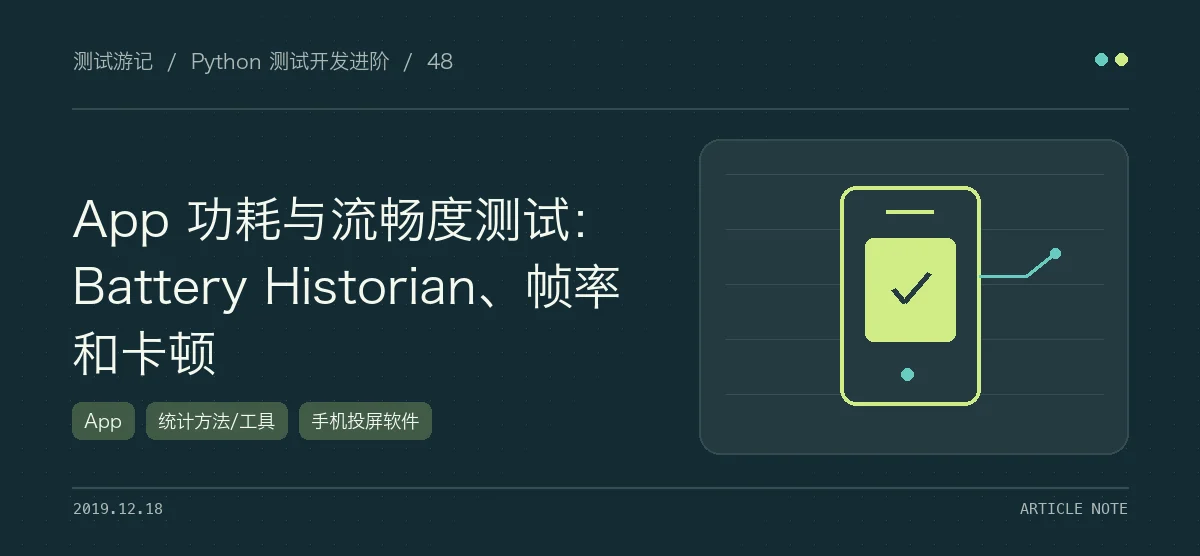 测试游记 / Python 测试开发进阶 / 48
App 功耗与流畅度测试：
Battery Historian、帧率
和卡顿
App 统计方法/工具 手机投屏软件
2019.12.18 ARTICLE NOTE